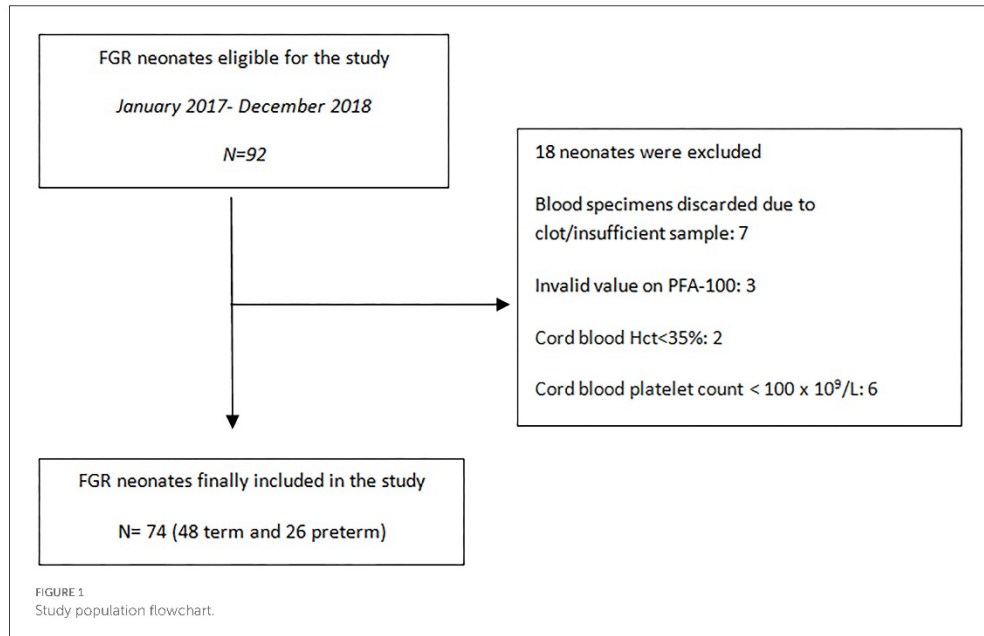 FGR neonates eligible for the study
January 2017- December 2018
N=92
18 neonates were excluded
Blood specimens discarded due to
clot/insufficient sample: 7
Invalid value on PFA-100: 3
Cord blood Hct<35%: 2
Cord blood platelet count < 100 x 10⁹/L: 6
FGR neonates finally included in the study
N= 74 (48 term and 26 preterm)
FIGURE 1
Study population flowchart.